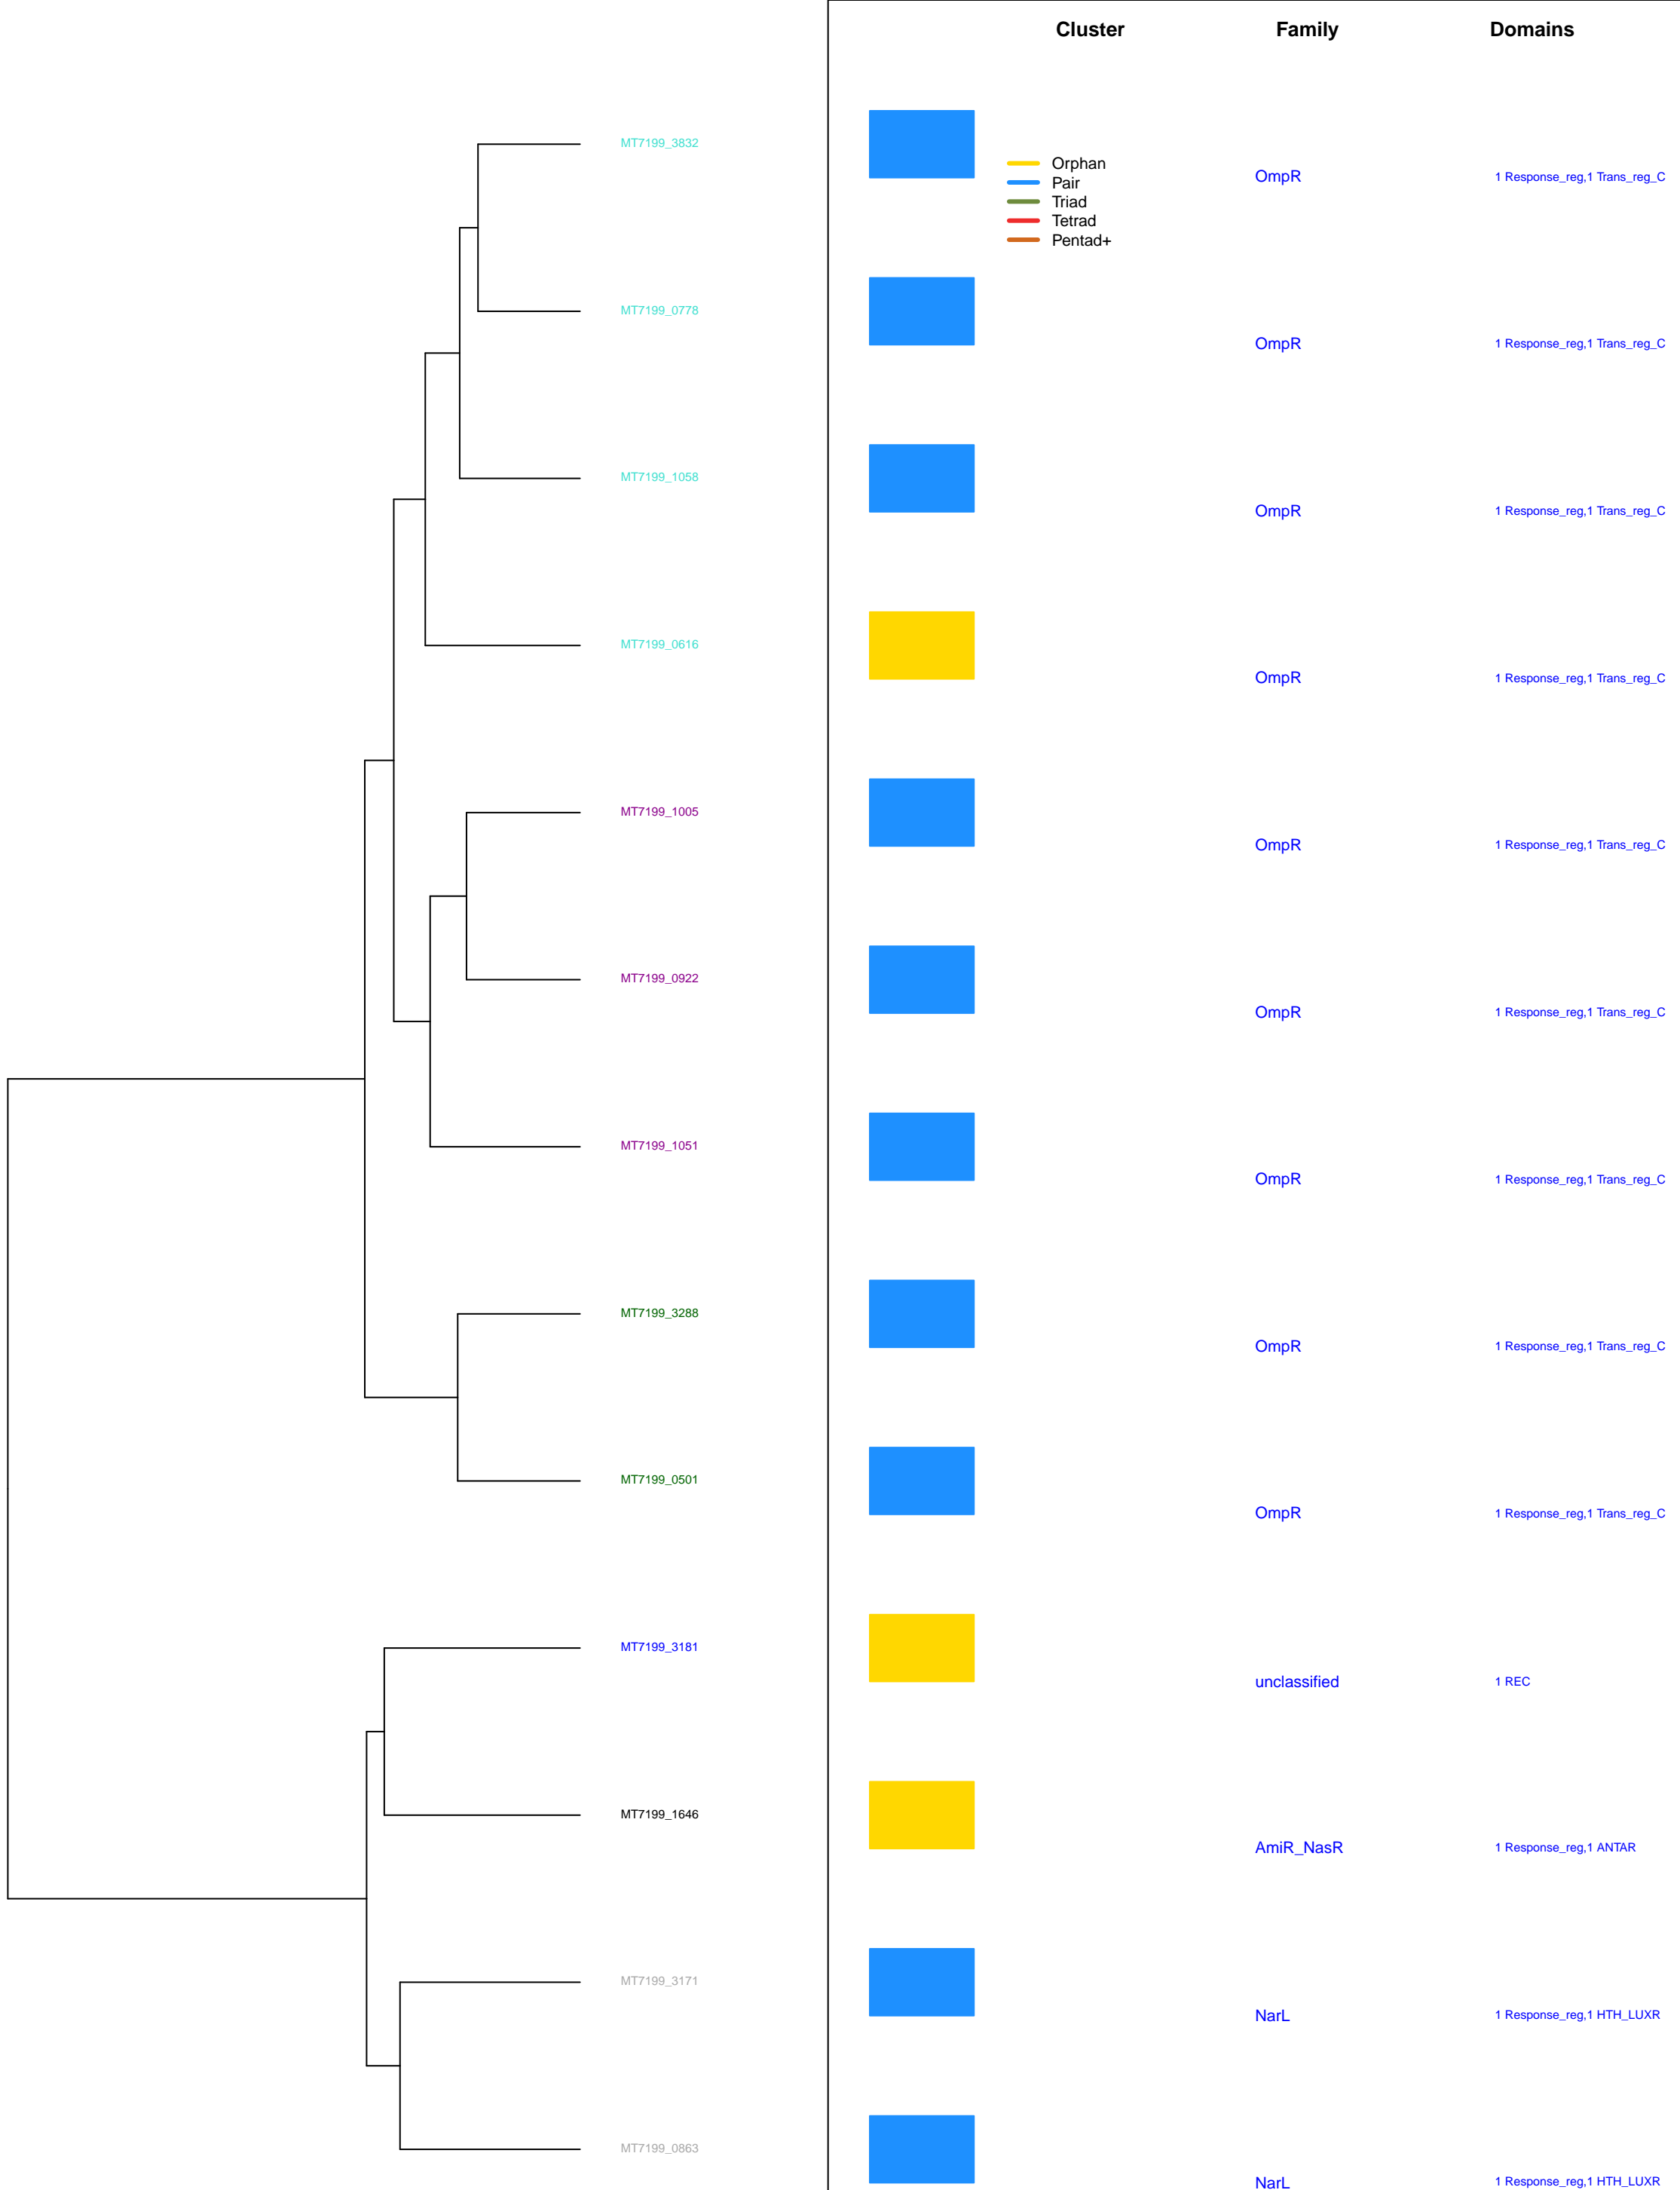 Cluster Family Domains
MT7199_3832
Orphan
Pair
Triad
Tetrad
Pentad+
OmpR 1 Response_reg,1 Trans_reg_C
MT7199_0778
OmpR 1 Response_reg,1 Trans_reg_C
MT7199_1058
OmpR 1 Response_reg,1 Trans_reg_C
MT7199_0616
OmpR 1 Response_reg,1 Trans_reg_C
MT7199_1005
OmpR 1 Response_reg,1 Trans_reg_C
MT7199_0922
OmpR 1 Response_reg,1 Trans_reg_C
MT7199_1051
OmpR 1 Response_reg,1 Trans_reg_C
MT7199_3288
OmpR 1 Response_reg,1 Trans_reg_C
MT7199_0501
OmpR 1 Response_reg,1 Trans_reg_C
MT7199_3181
unclassified 1 REC
MT7199_1646
AmiR_NasR 1 Response_reg,1 ANTAR
MT7199_3171
NarL 1 Response_reg,1 HTH_LUXR
MT7199_0863
NarL 1 Response_reg,1 HTH_LUXR